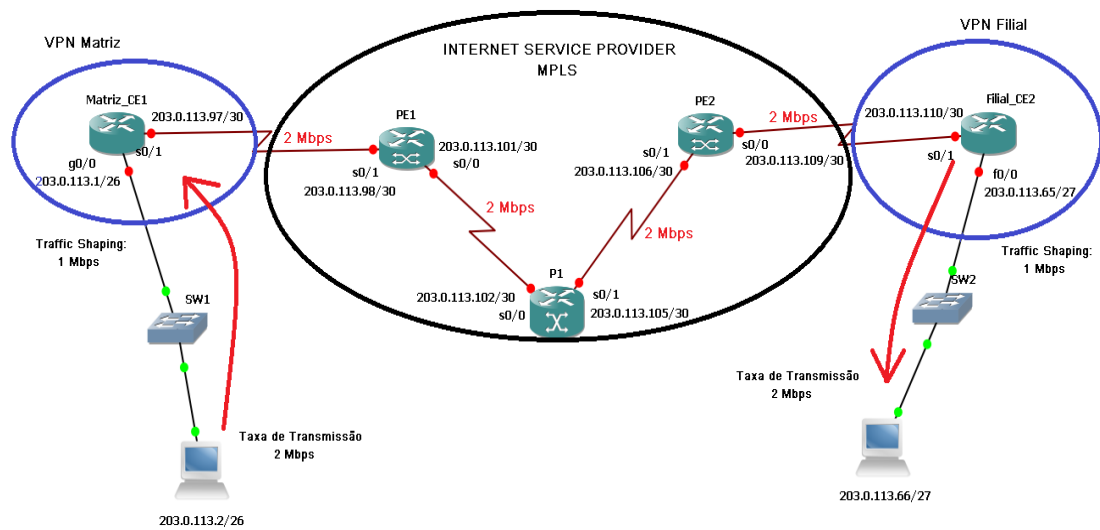 VPN Matriz
Matriz_CE1
203.0.113.97/30
s0/1
g0/0
203.0.113.1/26
Traffic Shaping:
1 Mbps
SW1
Taxa de Transmissão
2 Mbps
203.0.113.2/26
INTERNET SERVICE PROVIDER
MPLS
2 Mbps
PE1
203.0.113.101/30
s0/0
s0/1
203.0.113.98/30
2 Mbps
P1
203.0.113.102/30
s0/0
s0/1
203.0.113.105/30
2 Mbps
PE2
s0/1
203.0.113.106/30
s0/0
203.0.113.109/30
2 Mbps
VPN Filial
203.0.113.110/30
Filial_CE2
s0/1
f0/0
203.0.113.65/27
Traffic Shaping:
1 Mbps
SW2
Taxa de Transmissão
2 Mbps
203.0.113.66/27